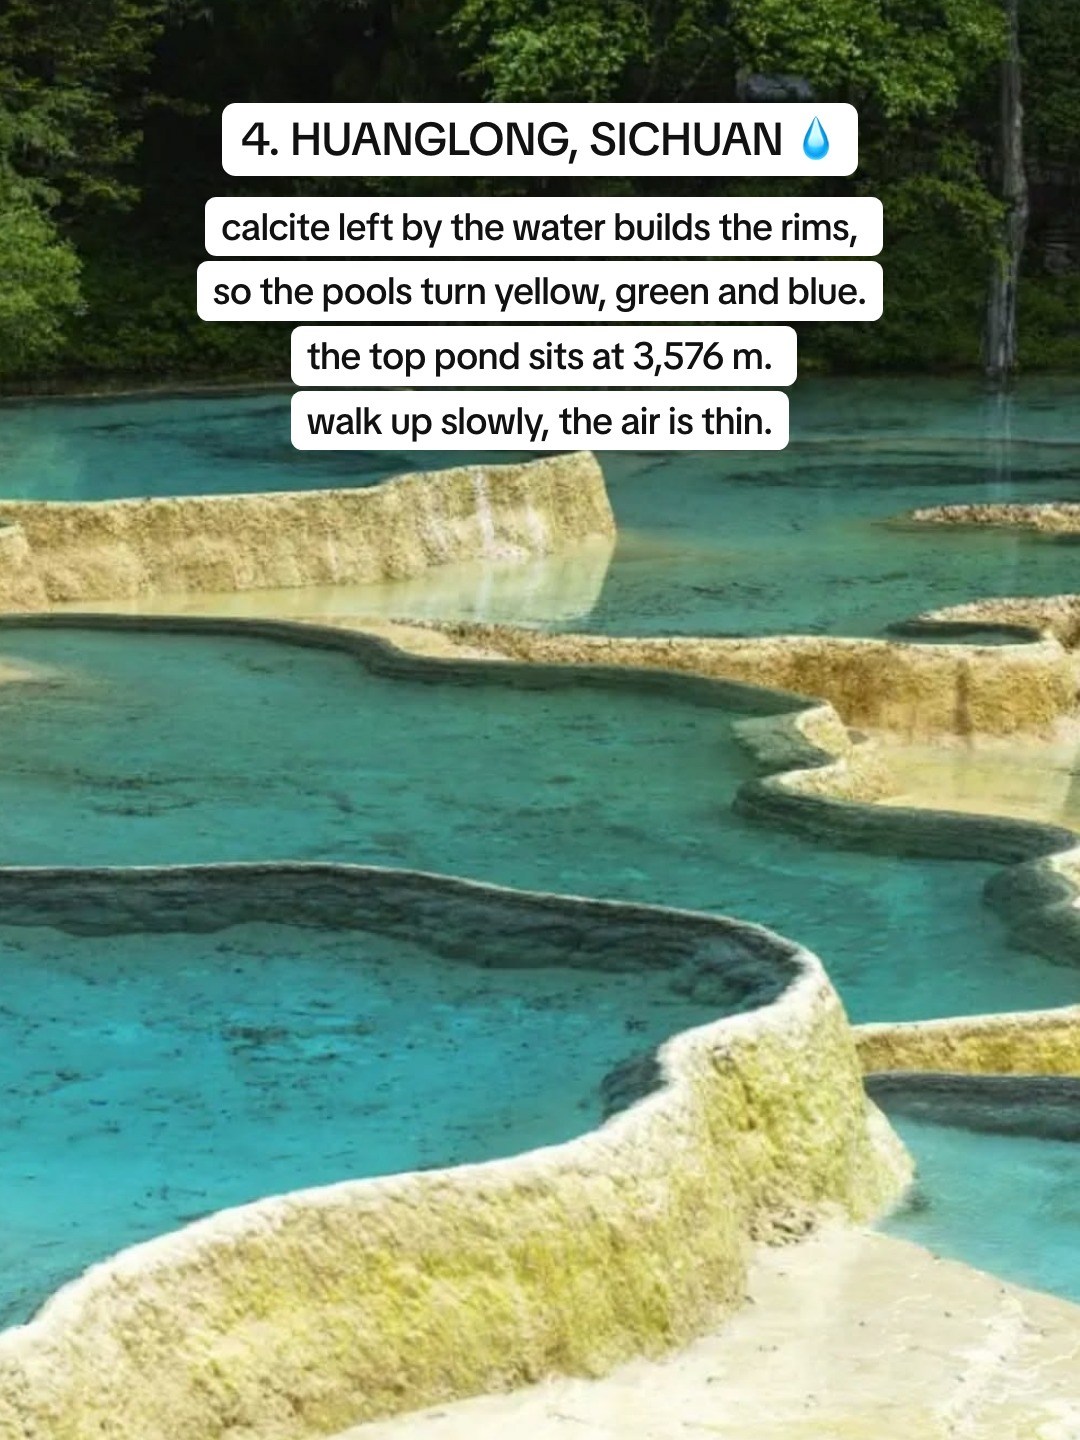 4. HUANGLONG, SICHUAN 💧
calcite left by the water builds the rims,
so the pools turn yellow, green and blue.
the top pond sits at 3,576 m.
walk up slowly, the air is thin.